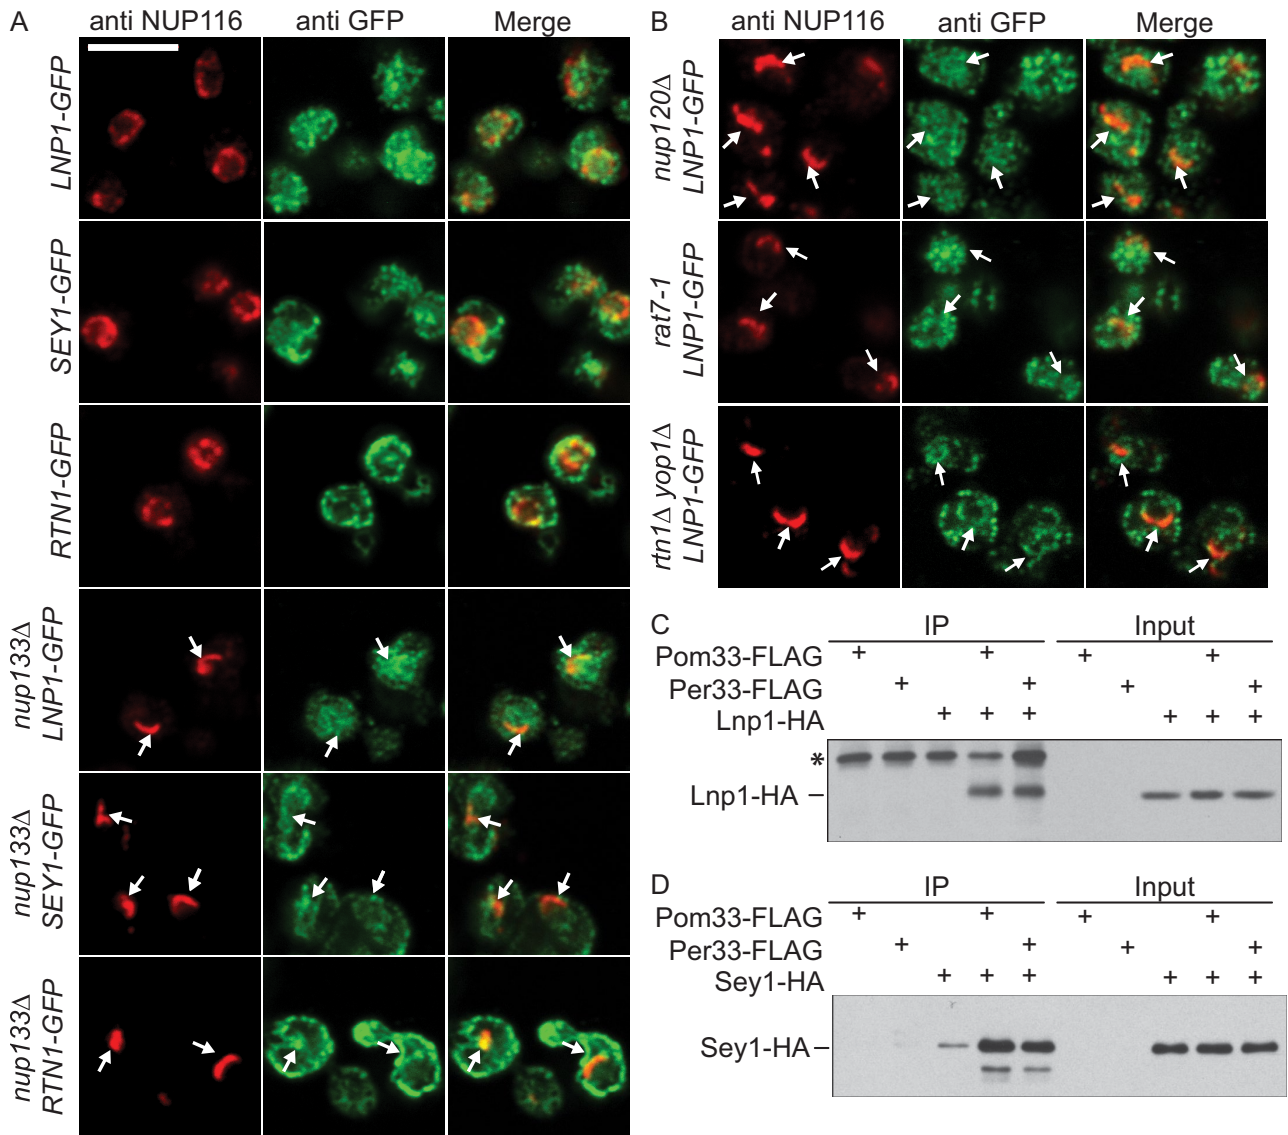 A
anti NUP116
anti GFP
Merge
LNP1-GFP
SEY1-GFP
RTN1-GFP
nup133Δ
LNP1-GFP
nup133Δ
SEY1-GFP
nup133Δ
RTN1-GFP
B
anti NUP116
anti GFP
Merge
nup120Δ
LNP1-GFP
rat7-1
LNP1-GFP
rtn1Δ yop1Δ
LNP1-GFP
C
IP
Input
Pom33-FLAG + + + +
Per33-FLAG + + + +
Lnp1-HA + + + + + +
*
Lnp1-HA –
D
IP
Input
Pom33-FLAG + + + +
Per33-FLAG + + + +
Sey1-HA + + + + + +
Sey1-HA –